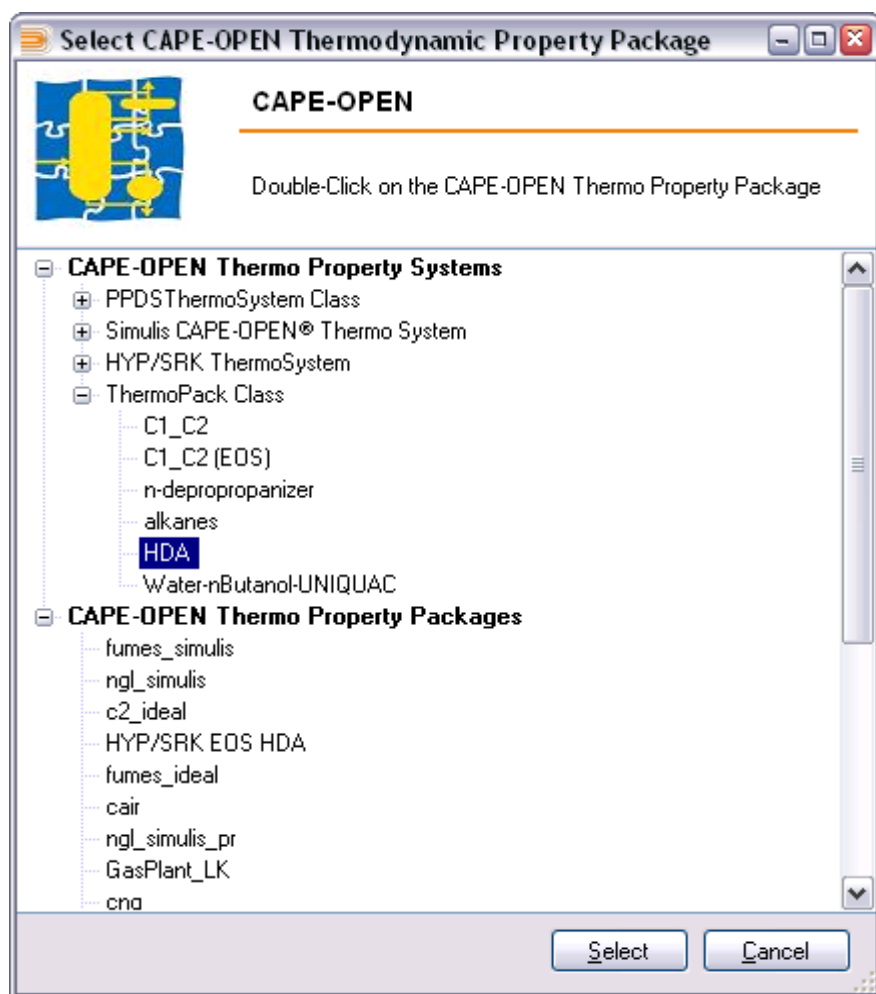 Select CAPE-OPEN Thermodynamic Property Package
CAPE-OPEN
Double-Click on the CAPE-OPEN Thermo Property Package
CAPE-OPEN Thermo Property Systems
PPDSThermoSystem Class
Simulis CAPE-OPEN® Thermo System
HYP/SRK ThermoSystem
ThermoPack Class
C1_C2
C1_C2 (EOS)
n-depropropanizer
alkanes
HDA
Water-nButanol-UNIQUAC
CAPE-OPEN Thermo Property Packages
fumes_simulis
ngl_simulis
c2_ideal
HYP/SRK EOS HDA
fumes_ideal
cair
ngl_simulis_pr
GasPlant_LK
cng
Select
Cancel